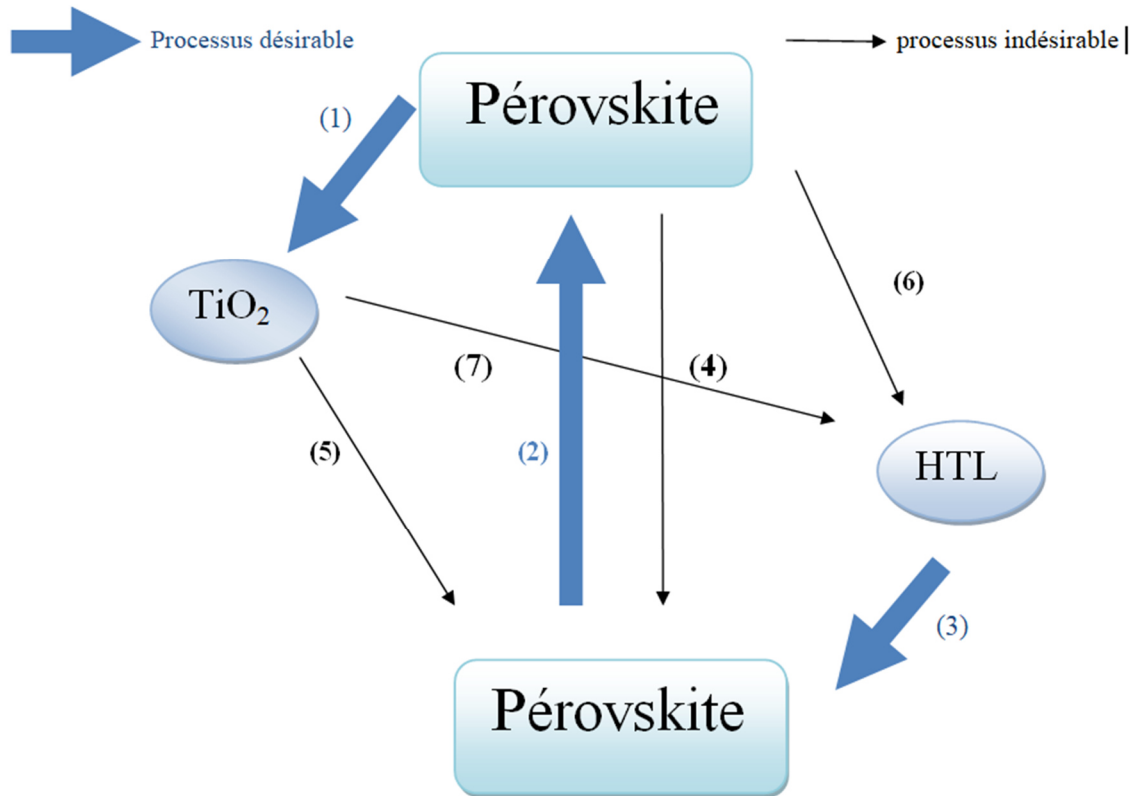 Processus désirable
processus indésirable
Pérovskite
(1)
TiO₂
(6)
(7)
(4)
(5)
(2)
HTL
(3)
Pérovskite